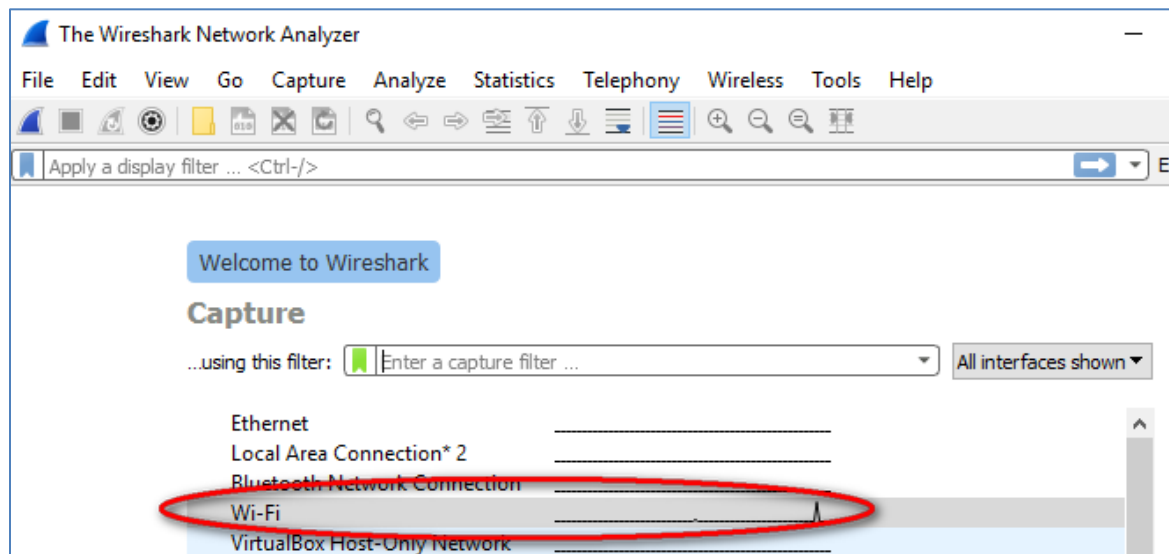 The Wireshark Network Analyzer
File Edit View Go Capture Analyze Statistics Telephony Wireless Tools Help
Apply a display filter ... <Ctrl-/>
Welcome to Wireshark
Capture
...using this filter: Enter a capture filter ... All interfaces shown
Ethernet
Local Area Connection* 2
Bluetooth Network Connection
Wi-Fi
VirtualBox Host-Only Network